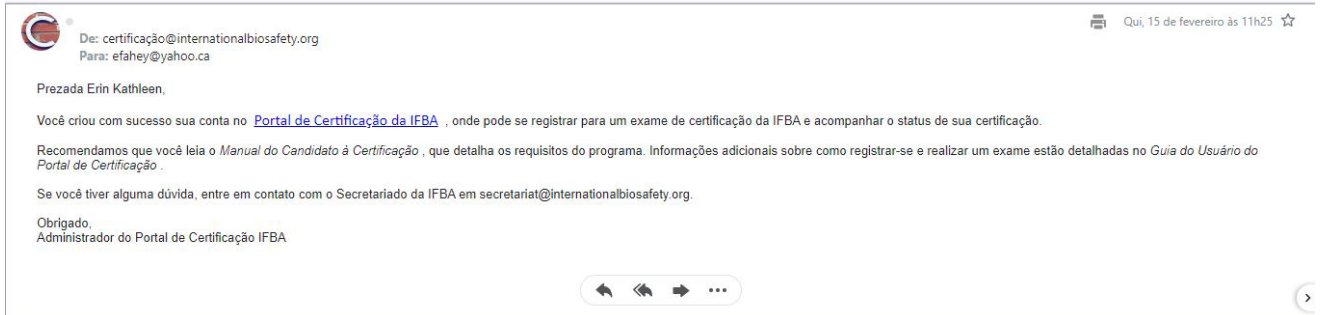 De: certificação@internationalbiosafety.org
Para: efahey@yahoo.ca
Qui, 15 de fevereiro às 11h25
Prezada Erin Kathleen,
Você criou com sucesso sua conta no Portal de Certificação da IFBA , onde pode se registrar para um exame de certificação da IFBA e acompanhar o status de sua certificação.
Recomendamos que você leia o Manual do Candidato à Certificação , que detalha os requisitos do programa. Informações adicionais sobre como registrar-se e realizar um exame estão detalhadas no Guia do Usuário do
Portal de Certificação .
Se você tiver alguma dúvida, entre em contato com o Secretariado da IFBA em secretariat@internationalbiosafety.org.
Obrigado,
Administrador do Portal de Certificação IFBA